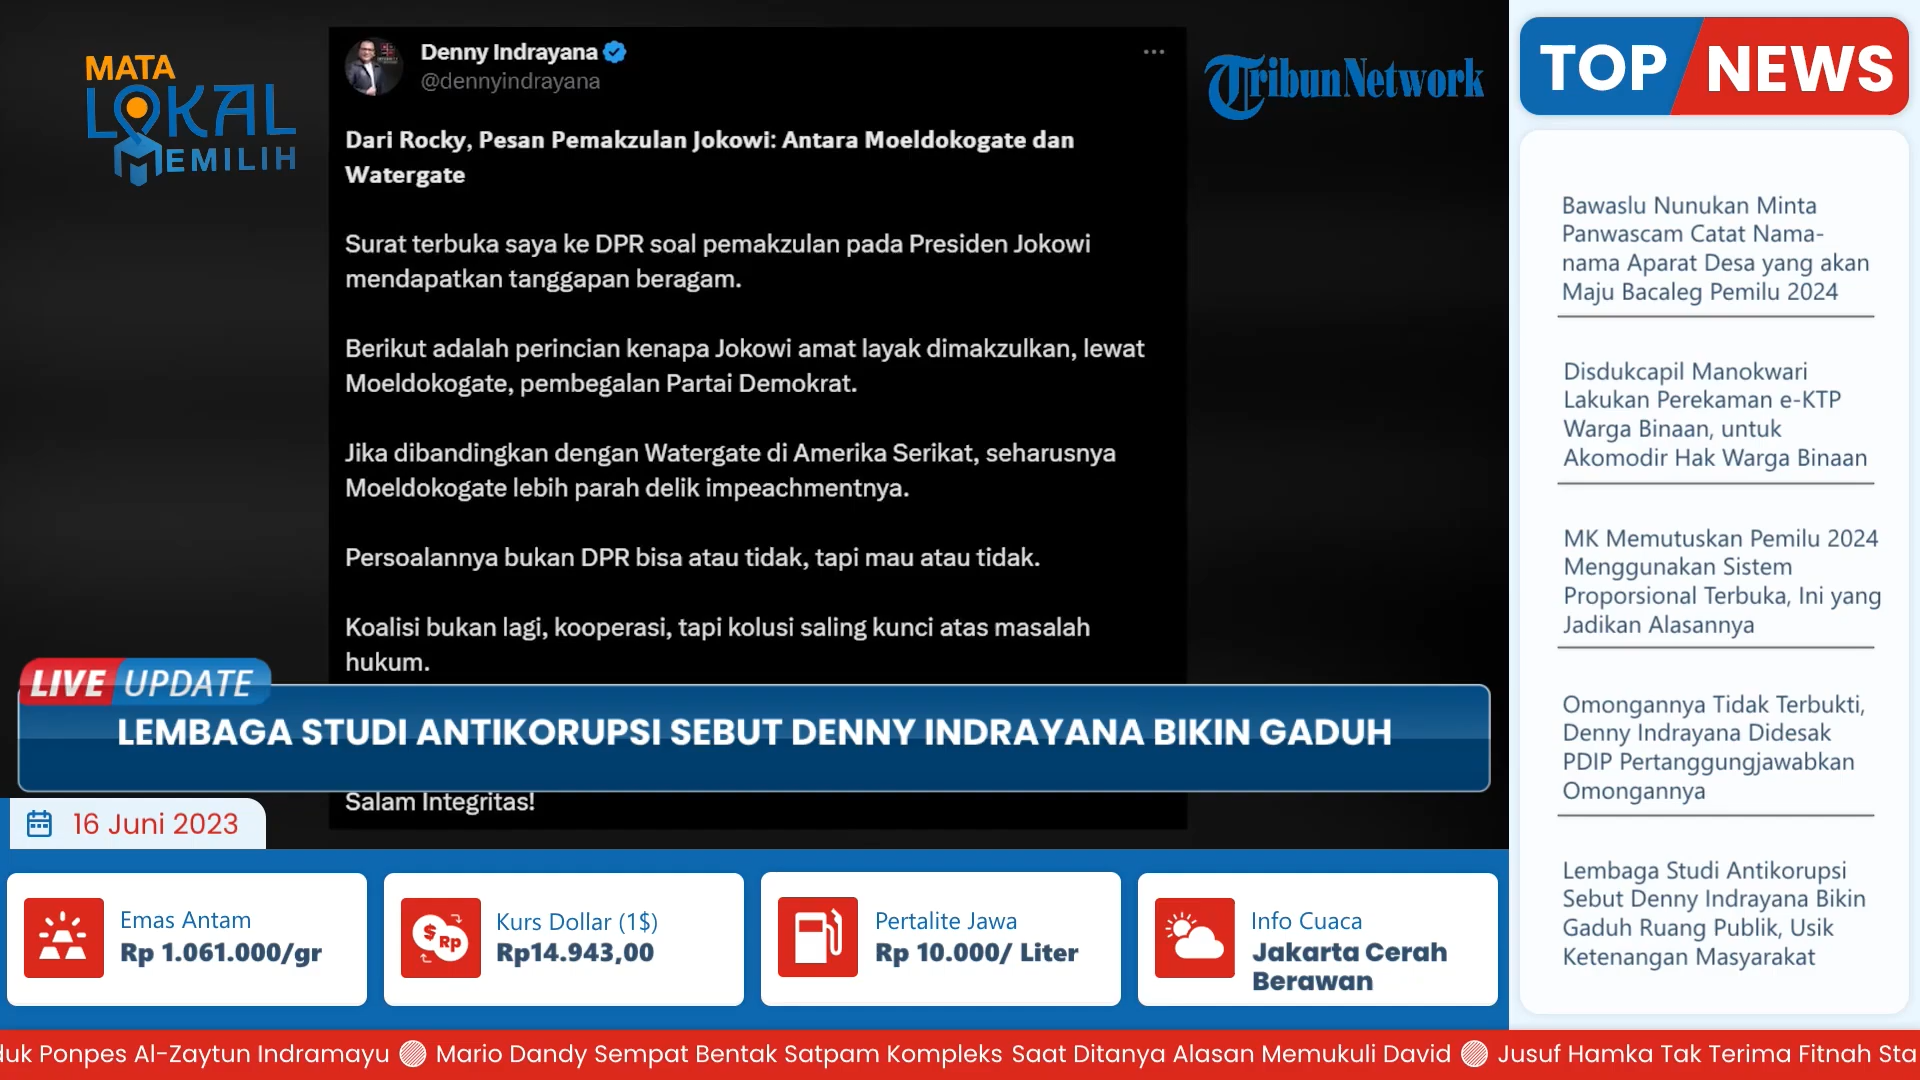 MATA
LOKAL
MEMILIH
Denny Indrayana
@dennyindrayana
Dari Rocky, Pesan Pemakzulan Jokowi: Antara Moeldokogate dan
Watergate
Surat terbuka saya ke DPR soal pemakzulan pada Presiden Jokowi
mendapatkan tanggapan beragam.
Berikut adalah perincian kenapa Jokowi amat layak dimakzulkan, lewat
Moeldokogate, pembegalan Partai Demokrat.
Jika dibandingkan dengan Watergate di Amerika Serikat, seharusnya
Moeldokogate lebih parah delik impeachmentnya.
Persoalannya bukan DPR bisa atau tidak, tapi mau atau tidak.
Koalisi bukan lagi, kooperasi, tapi kolusi saling kunci atas masalah
hukum.
Salam Integritas!
TribunNetwork
LIVE UPDATE
LEMBAGA STUDI ANTIKORUPSI SEBUT DENNY INDRAYANA BIKIN GADUH
16 Juni 2023
Emas Antam
Rp 1.061.000/gr
Kurs Dollar (1$)
Rp14.943,00
Pertalite Jawa
Rp 10.000/ Liter
Info Cuaca
Jakarta Cerah
Berawan
TOP NEWS
Bawaslu Nunukan Minta
Panwascam Catat Nama-
nama Aparat Desa yang akan
Maju Bacaleg Pemilu 2024
Disdukcapil Manokwari
Lakukan Perekaman e-KTP
Warga Binaan, untuk
Akomodir Hak Warga Binaan
MK Memutuskan Pemilu 2024
Menggunakan Sistem
Proporsional Terbuka, Ini yang
Jadikan Alasannya
Omongannya Tidak Terbukti,
Denny Indrayana Didesak
PDIP Pertanggungjawabkan
Omongannya
Lembaga Studi Antikorupsi
Sebut Denny Indrayana Bikin
Gaduh Ruang Publik, Usik
Ketenangan Masyarakat
duk Ponpes Al-Zaytun Indramayu Mario Dandy Sempat Bentak Satpam Kompleks Saat Ditanya Alasan Memukuli David Jusuf Hamka Tak Terima Fitnah Sta